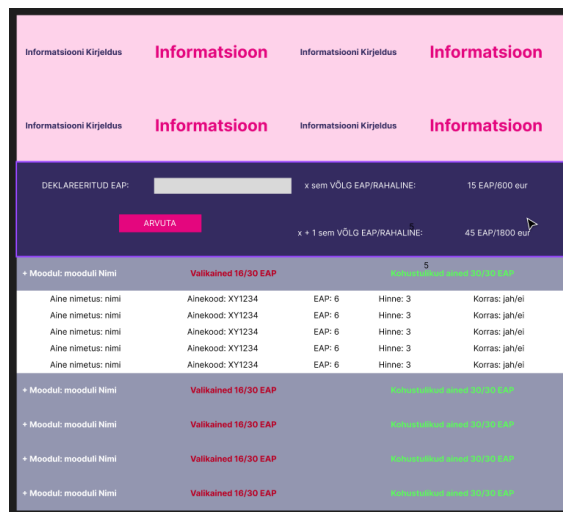 Informatsiooni Kirjeldus Informatsioon Informatsiooni Kirjeldus Informatsioon
Informatsiooni Kirjeldus Informatsioon Informatsiooni Kirjeldus Informatsioon
DEKLAREERITUD EAP: x sem VÕLG EAP/RAHALINE: 15 EAP/600 eur
ARVUTA
5
x + 1 sem VÕLG EAP/RAHALINE: 45 EAP/1800 eur
5
+ Moodul: mooduli Nimi Valikained 16/30 EAP Kohustulikud ained 30/30 EAP
Aine nimetus: nimi Ainekood: XY1234 EAP: 6 Hinne: 3 Korras: jah/ei
Aine nimetus: nimi Ainekood: XY1234 EAP: 6 Hinne: 3 Korras: jah/ei
Aine nimetus: nimi Ainekood: XY1234 EAP: 6 Hinne: 3 Korras: jah/ei
Aine nimetus: nimi Ainekood: XY1234 EAP: 6 Hinne: 3 Korras: jah/ei
Aine nimetus: nimi Ainekood: XY1234 EAP: 6 Hinne: 3 Korras: jah/ei
+ Moodul: mooduli Nimi Valikained 16/30 EAP Kohustulikud ained 30/30 EAP
+ Moodul: mooduli Nimi Valikained 16/30 EAP Kohustulikud ained 30/30 EAP
+ Moodul: mooduli Nimi Valikained 16/30 EAP Kohustulikud ained 30/30 EAP
+ Moodul: mooduli Nimi Valikained 16/30 EAP Kohustulikud ained 30/30 EAP